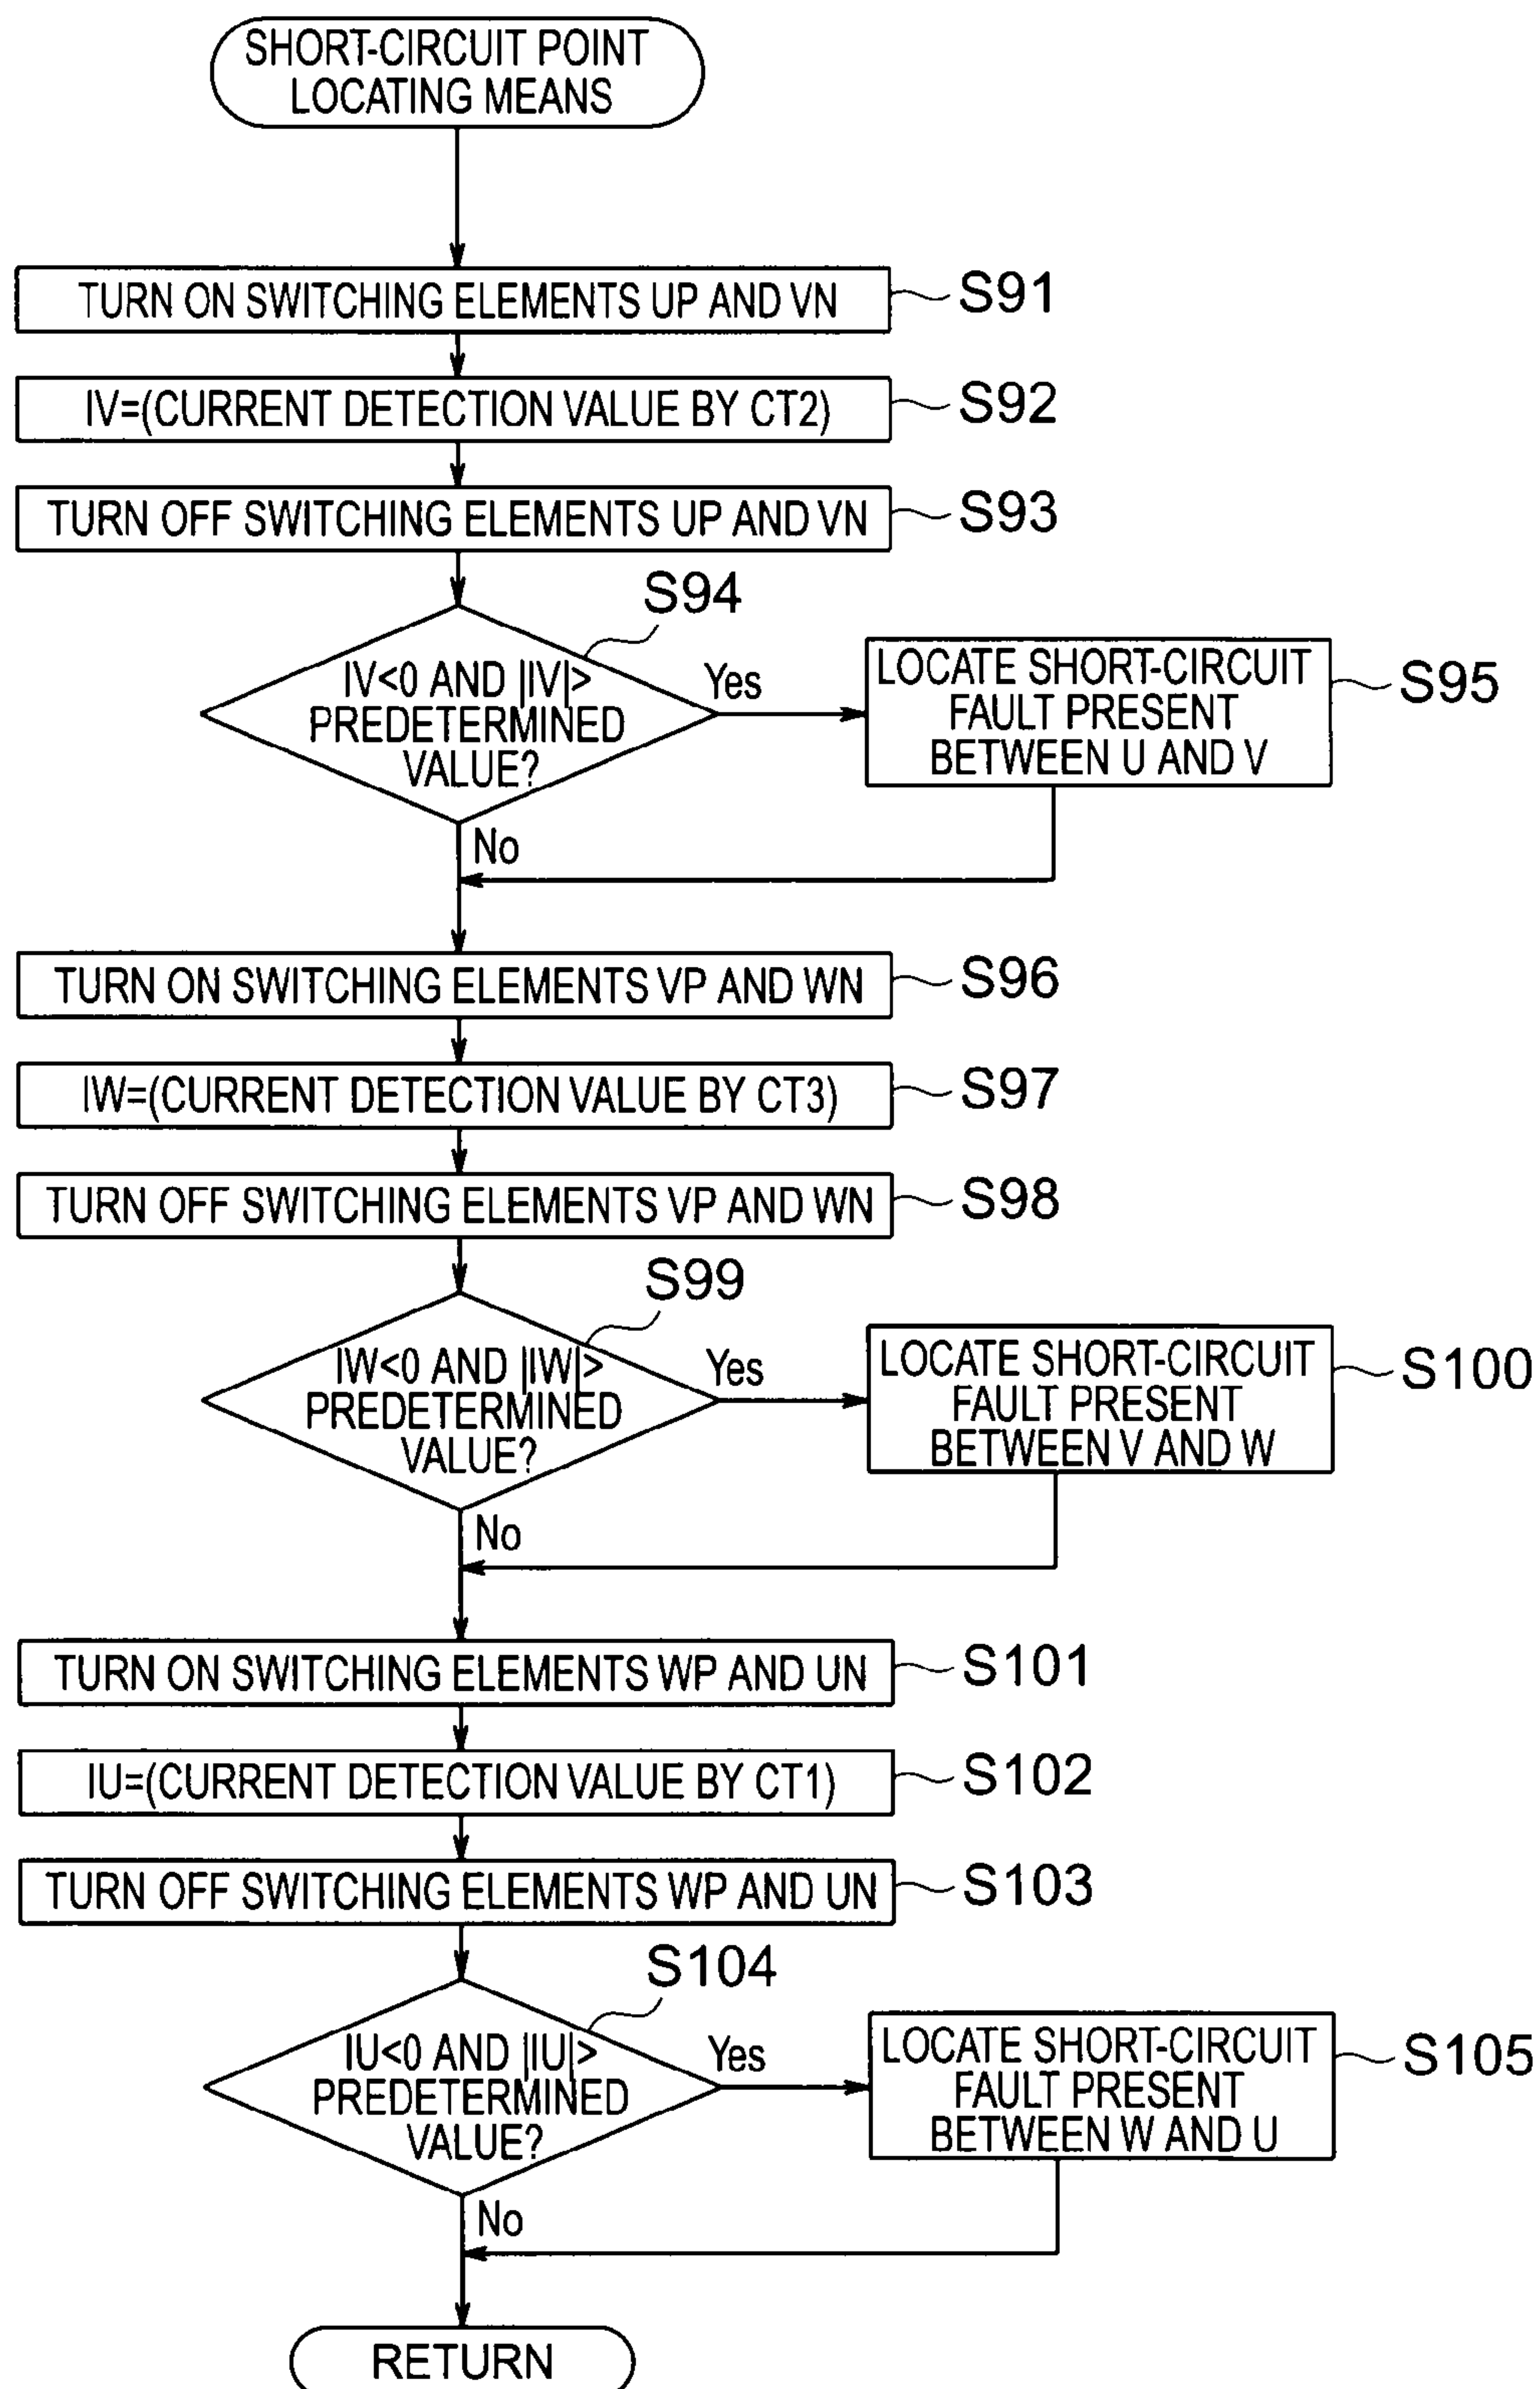 SHORT-CIRCUIT POINT
LOCATING MEANS
TURN ON SWITCHING ELEMENTS UP AND VN
S91
IV=(CURRENT DETECTION VALUE BY CT2)
S92
TURN OFF SWITCHING ELEMENTS UP AND VN
S93
S94
IV<0 AND |IV|>
PREDETERMINED
VALUE?
Yes
LOCATE SHORT-CIRCUIT
FAULT PRESENT
BETWEEN U AND V
S95
No
TURN ON SWITCHING ELEMENTS VP AND WN
S96
IW=(CURRENT DETECTION VALUE BY CT3)
S97
TURN OFF SWITCHING ELEMENTS VP AND WN
S98
S99
IW<0 AND |IW|>
PREDETERMINED
VALUE?
Yes
LOCATE SHORT-CIRCUIT
FAULT PRESENT
BETWEEN V AND W
S100
No
TURN ON SWITCHING ELEMENTS WP AND UN
S101
IU=(CURRENT DETECTION VALUE BY CT1)
S102
TURN OFF SWITCHING ELEMENTS WP AND UN
S103
S104
IU<0 AND |IU|>
PREDETERMINED
VALUE?
Yes
LOCATE SHORT-CIRCUIT
FAULT PRESENT
BETWEEN W AND U
S105
No
RETURN